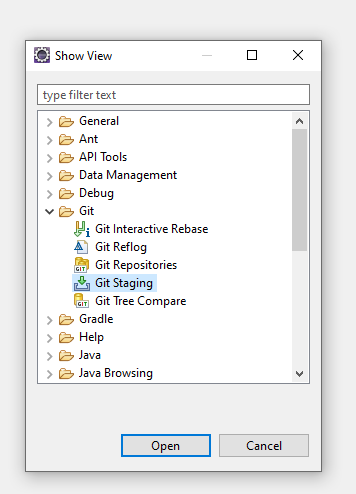 Show View
type filter text
General
Ant
API Tools
Data Management
Debug
Git
Git Interactive Rebase
Git Reflog
Git Repositories
Git Staging
Git Tree Compare
Gradle
Help
Java
Java Browsing
Open
Cancel